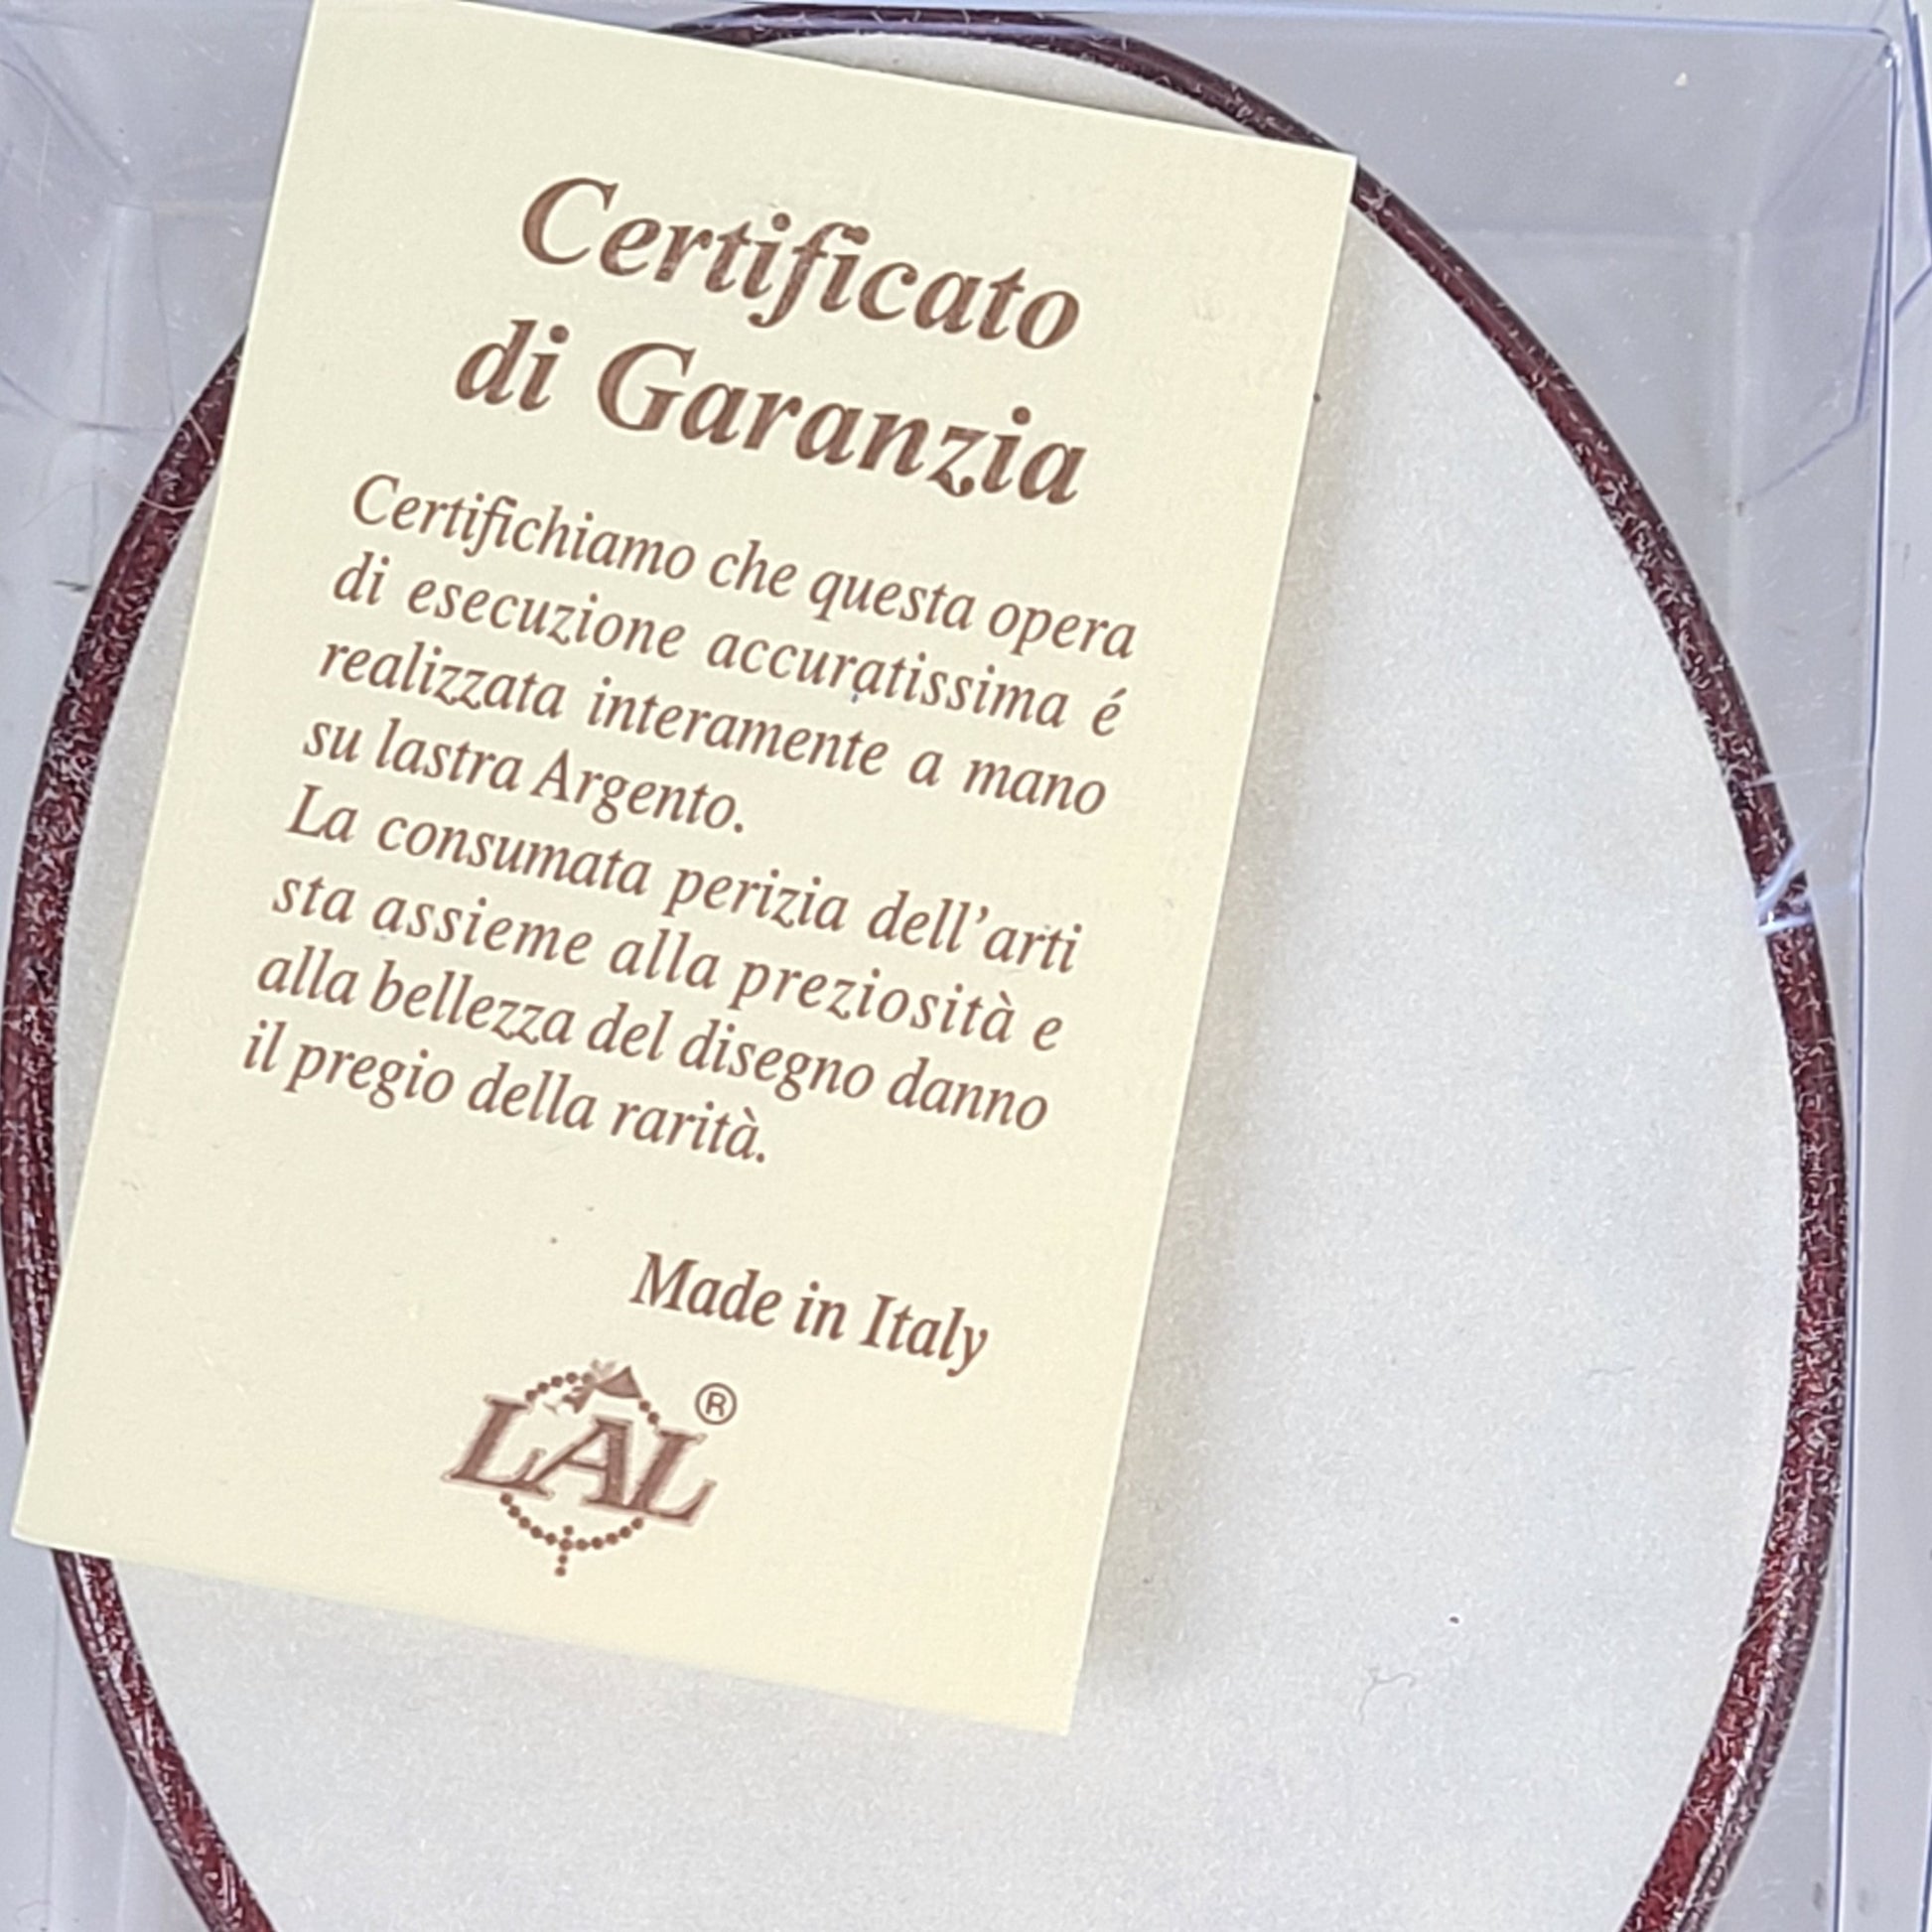 Certificato
di Garanzia
Certifichiamo che questa opera
di esecuzione accuratissima é
realizzata interamente a mano
su lastra Argento.
La consumata perizia dell'arti
sta assieme alla preziosità e
alla bellezza del disegno danno
il pregio della rarità.
Made in Italy
LAL ®